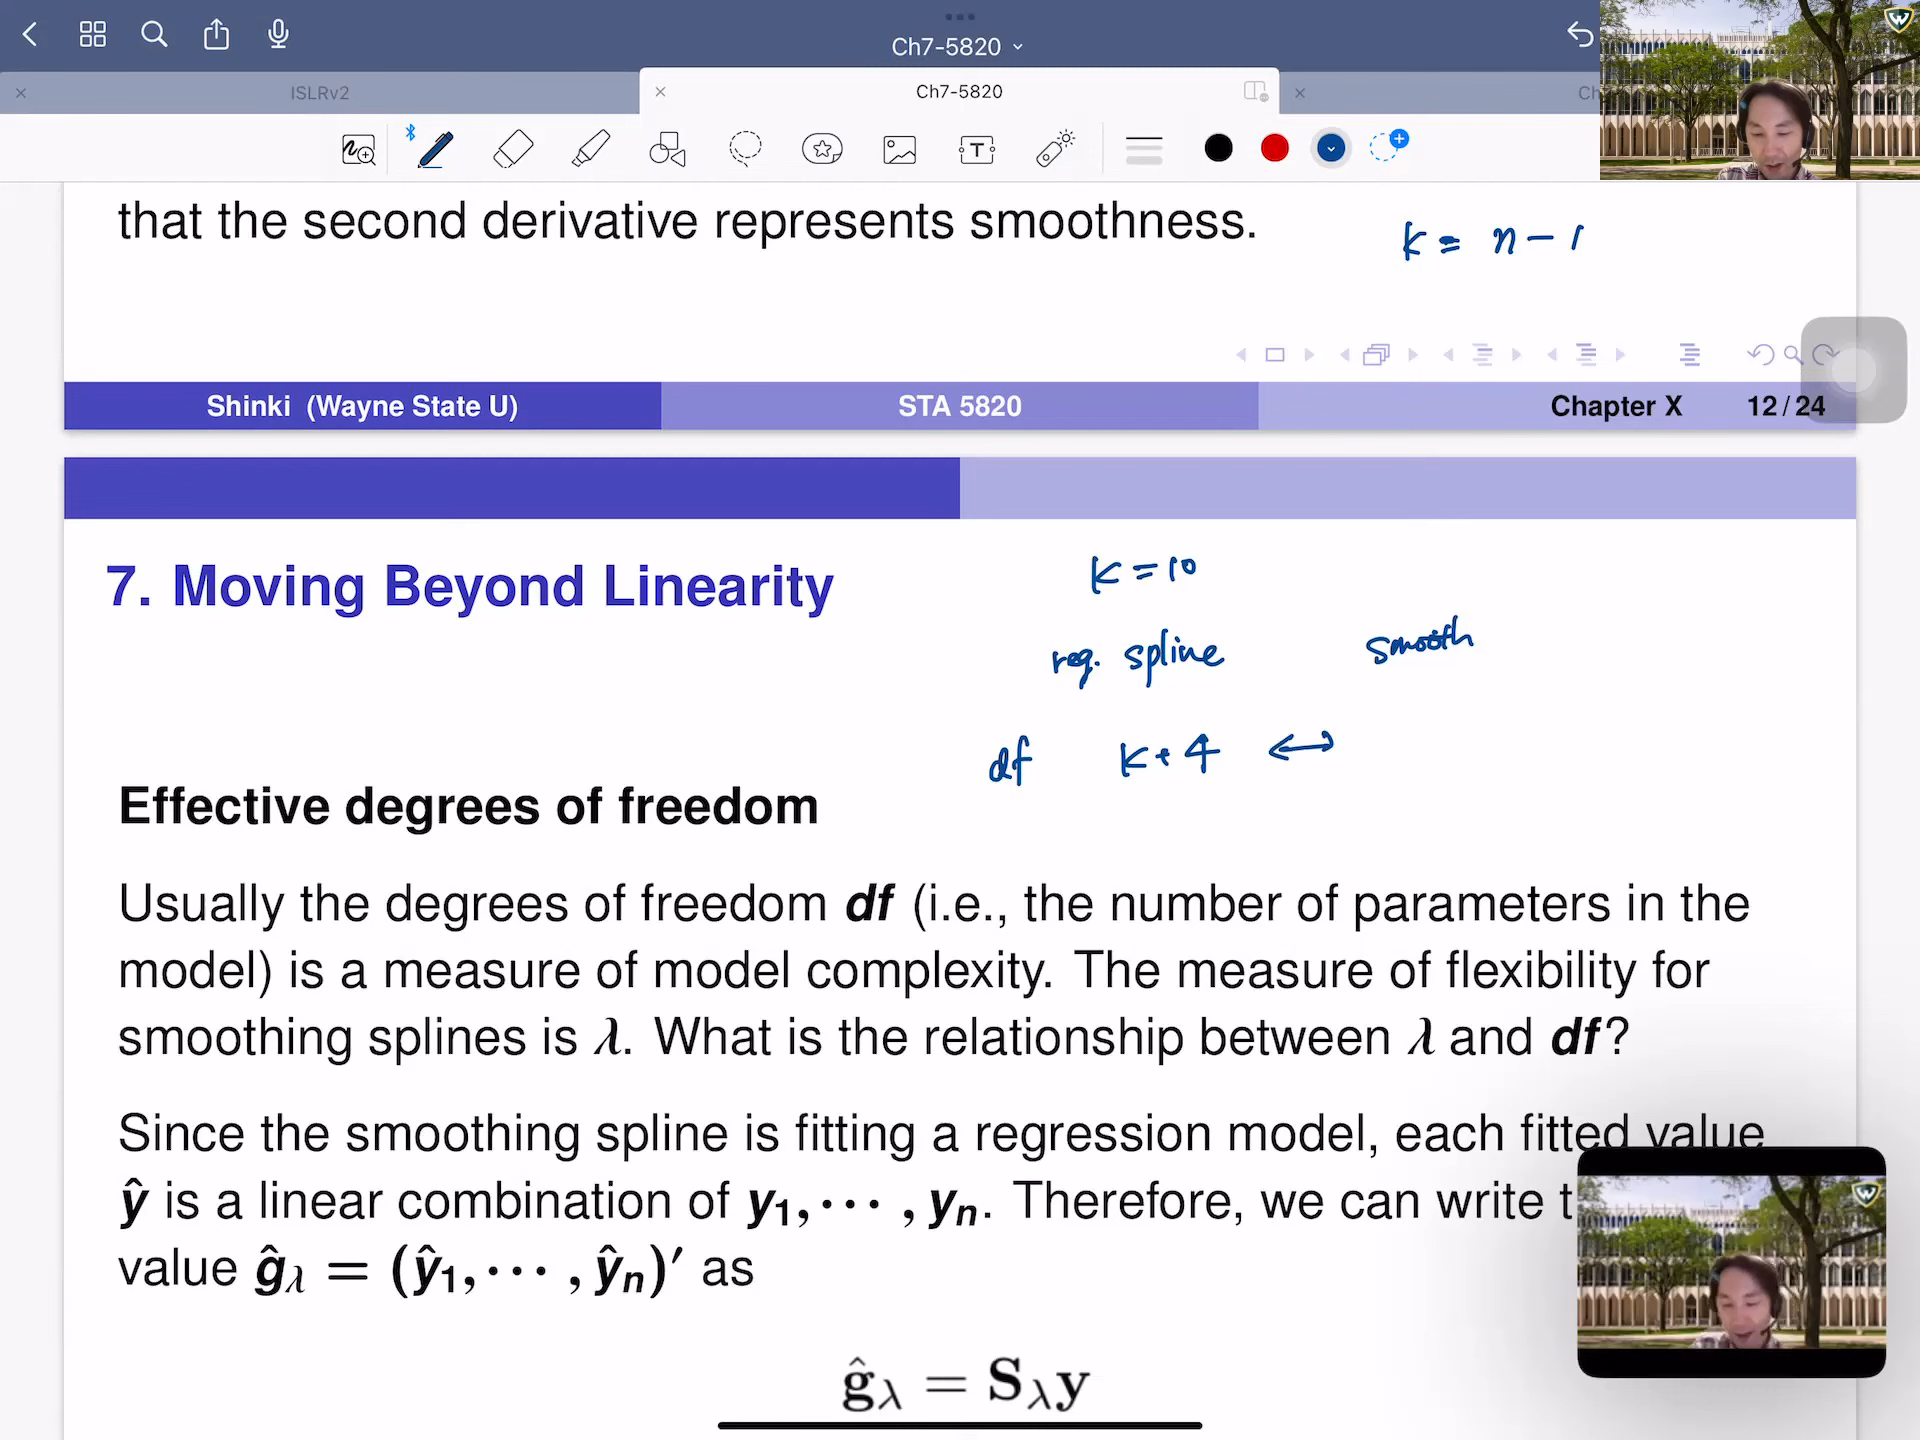 Ch7-5820
ISLRv2
Ch7-5820
Ch
T
W
that the second derivative represents smoothness.
k = n - 1
Shinki (Wayne State U)
STA 5820
Chapter X
12 / 24
7. Moving Beyond Linearity
k = 10
reg. spline
smooth
df k + 4 ↔
Effective degrees of freedom
Usually the degrees of freedom df (i.e., the number of parameters in the
model) is a measure of model complexity. The measure of flexibility for
smoothing splines is λ. What is the relationship between λ and df?
Since the smoothing spline is fitting a regression model, each fitted value
ŷ is a linear combination of y₁, ⋯ , yₙ. Therefore, we can write t
value ĝ_λ = (ŷ₁, ⋯ , ŷₙ)′ as
ĝ_λ = S_λy
W